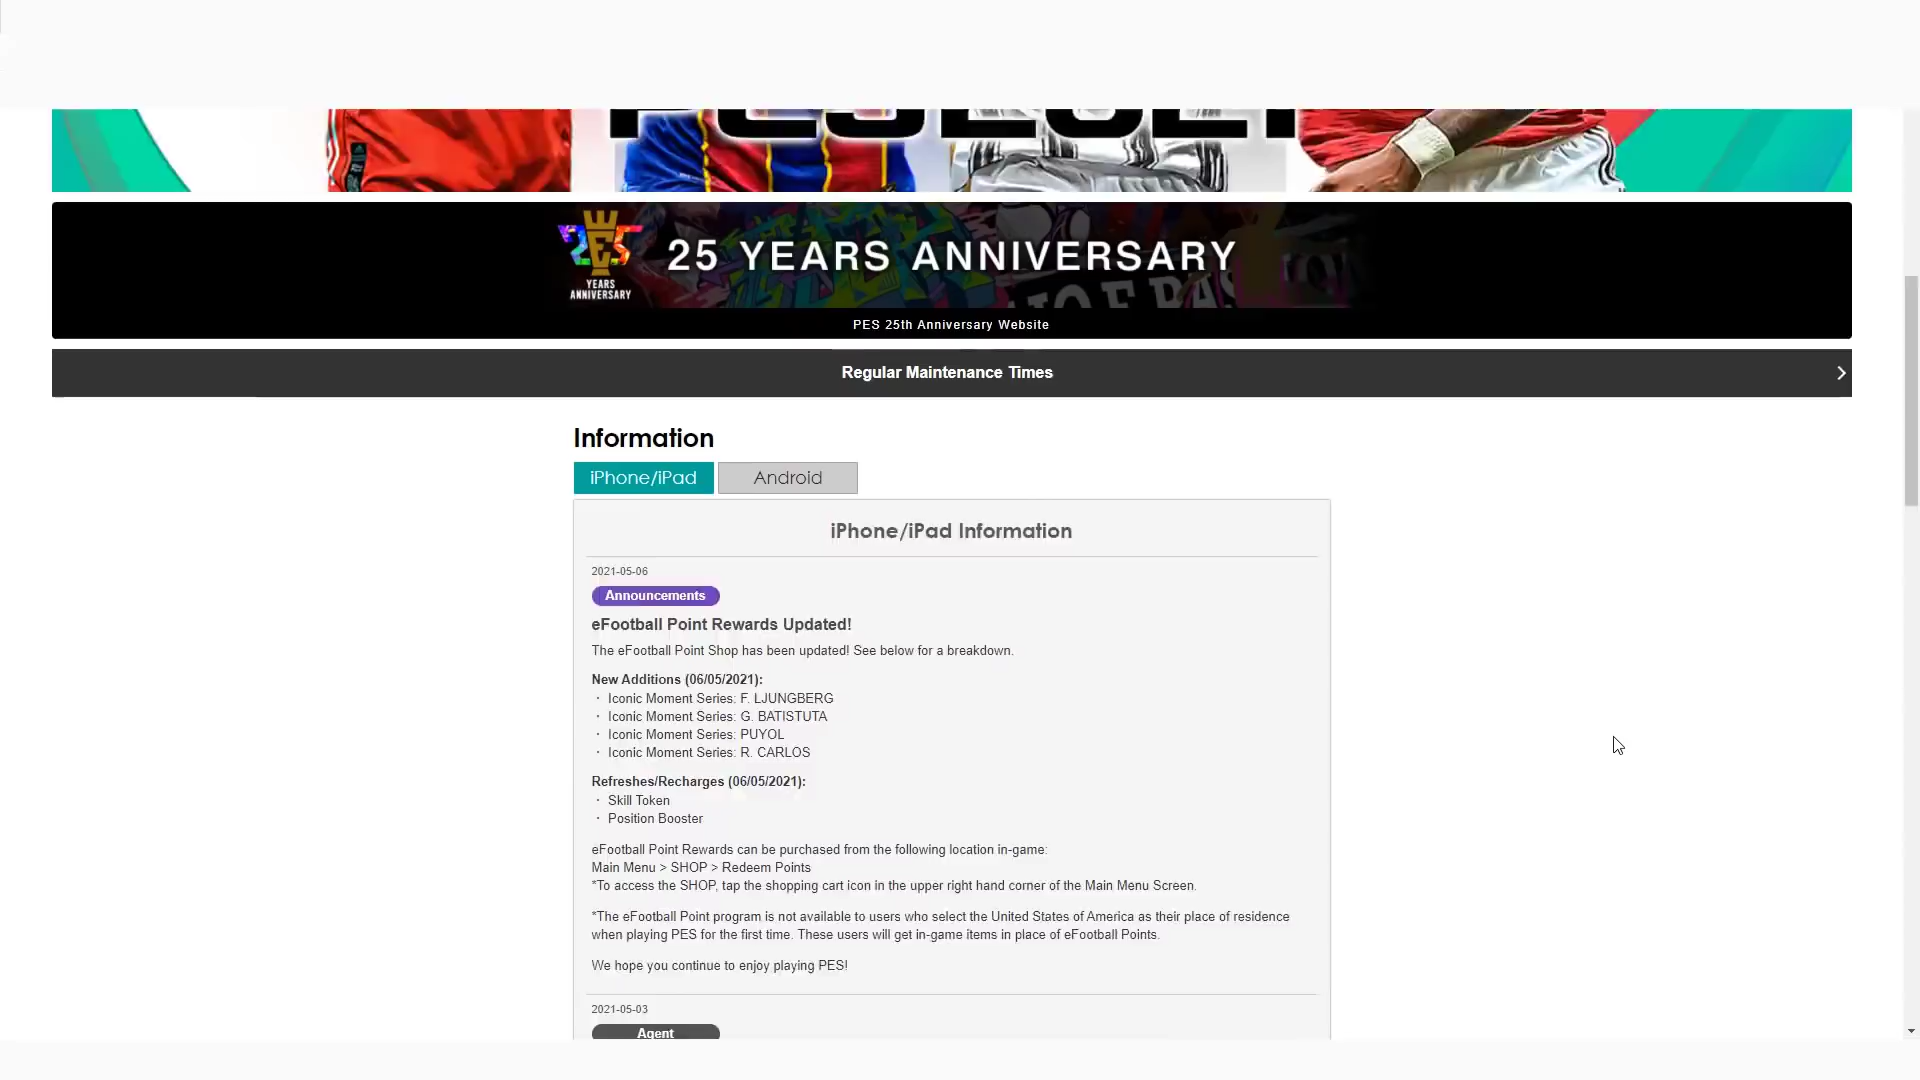 PES2021
25 YEARS ANNIVERSARY
YEARS
ANNIVERSARY
PES 25th Anniversary Website
Regular Maintenance Times
Information
iPhone/iPad
Android
iPhone/iPad Information
2021-05-06
Announcements
eFootball Point Rewards Updated!
The eFootball Point Shop has been updated! See below for a breakdown.
New Additions (06/05/2021):
・ Iconic Moment Series: F. LJUNGBERG
・ Iconic Moment Series: G. BATISTUTA
・ Iconic Moment Series: PUYOL
・ Iconic Moment Series: R. CARLOS
Refreshes/Recharges (06/05/2021):
・ Skill Token
・ Position Booster
eFootball Point Rewards can be purchased from the following location in-game:
Main Menu > SHOP > Redeem Points
*To access the SHOP, tap the shopping cart icon in the upper right hand corner of the Main Menu Screen.
*The eFootball Point program is not available to users who select the United States of America as their place of residence
when playing PES for the first time. These users will get in-game items in place of eFootball Points.
We hope you continue to enjoy playing PES!
2021-05-03
Agent